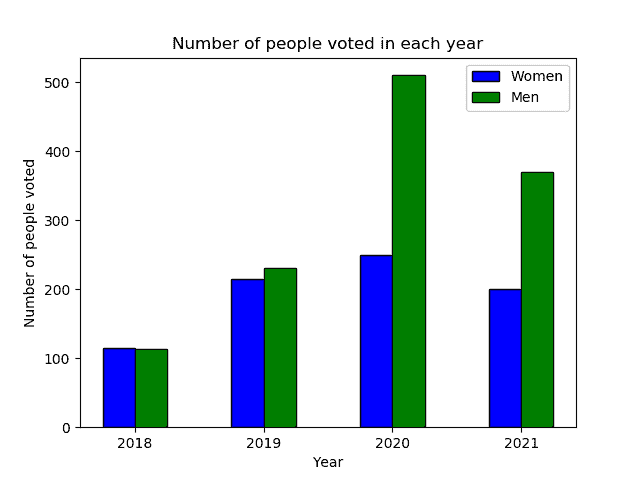 Number of people voted in each year
Women
Men
500
400
300
200
100
0
Number of people voted
2018 2019 2020 2021
Year